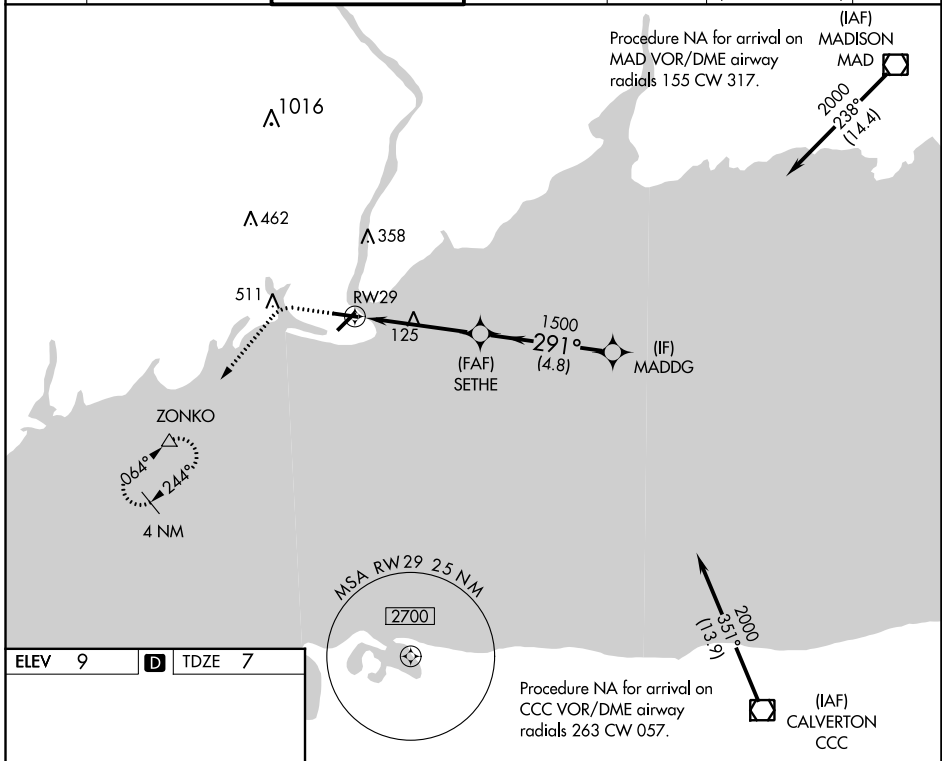 (IAF)
MADISON
MAD
Procedure NA for arrival on
MAD VOR/DME airway
radials 155 CW 317.
2000
238°
(14.4)
1016
462
358
511
RW29
125
1500
291°
(4.8)
(FAF)
SETHE
(IF)
MADDG
ZONKO
064°
244°
4 NM
MSA RW29 25 NM
2700
2000
351°
(13.9)
ELEV 9
D
TDZE 7
Procedure NA for arrival on
CCC VOR/DME airway
radials 263 CW 057.
(IAF)
CALVERTON
CCC